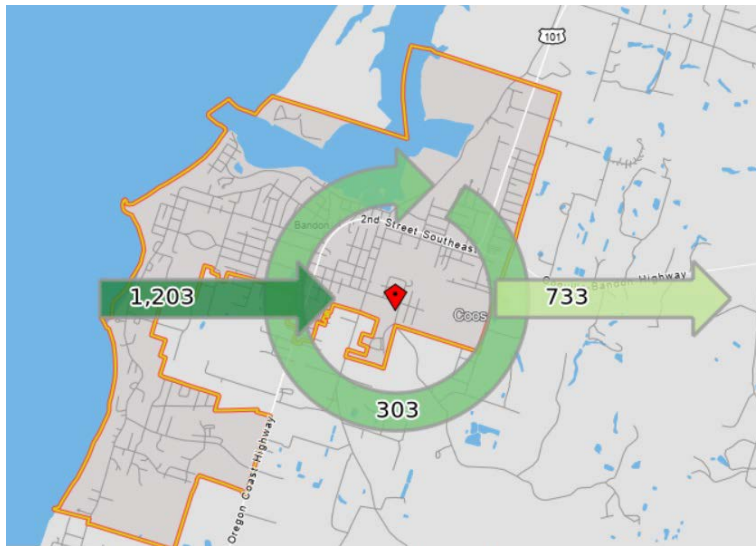 101
Bandon
2nd Street Southeast
1,203
Bandon Highway
733
Coos
303
Oregon Coast Highway